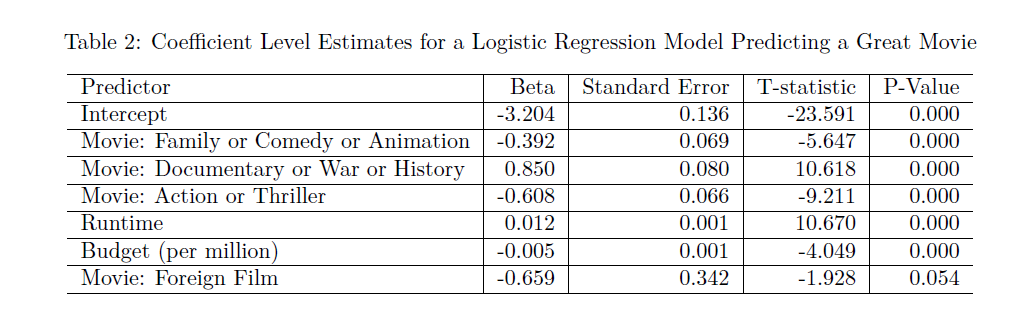 Table 2: Coefficient Level Estimates for a Logistic Regression Model Predicting a Great Movie
Predictor Beta Standard Error T-statistic P-Value
Intercept -3.204 0.136 -23.591 0.000
Movie: Family or Comedy or Animation -0.392 0.069 -5.647 0.000
Movie: Documentary or War or History 0.850 0.080 10.618 0.000
Movie: Action or Thriller -0.608 0.066 -9.211 0.000
Runtime 0.012 0.001 10.670 0.000
Budget (per million) -0.005 0.001 -4.049 0.000
Movie: Foreign Film -0.659 0.342 -1.928 0.054